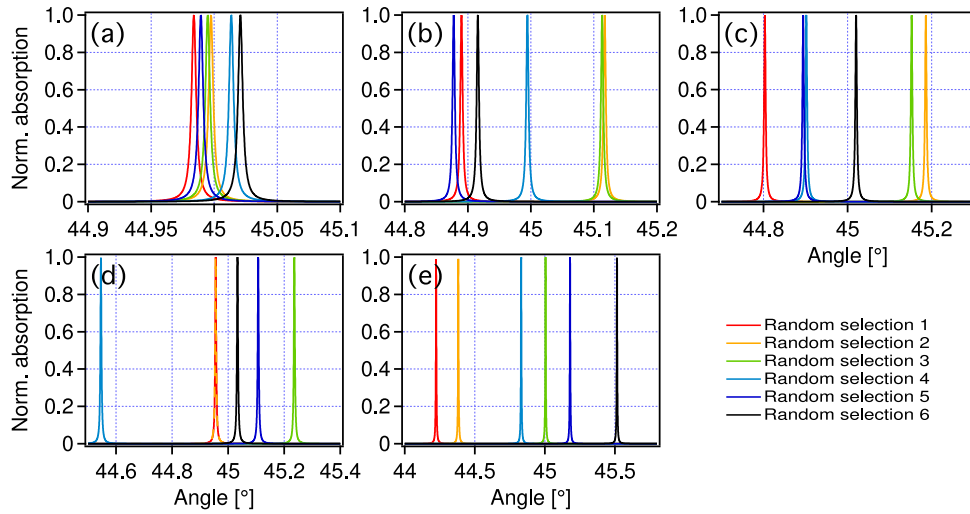 (a)
Norm. absorption
1.0
0.8
0.6
0.4
0.2
0
44.9 44.95 45 45.05 45.1
(b)
1.0
0.8
0.6
0.4
0.2
0
44.8 44.9 45 45.1 45.2
(c)
1.0
0.8
0.6
0.4
0.2
0
44.8 45 45.2
Angle [°]
(d)
Norm. absorption
1.0
0.8
0.6
0.4
0.2
0
44.6 44.8 45 45.2 45.4
Angle [°]
(e)
1.0
0.8
0.6
0.4
0.2
0
44 44.5 45 45.5
Angle [°]
Random selection 1
Random selection 2
Random selection 3
Random selection 4
Random selection 5
Random selection 6